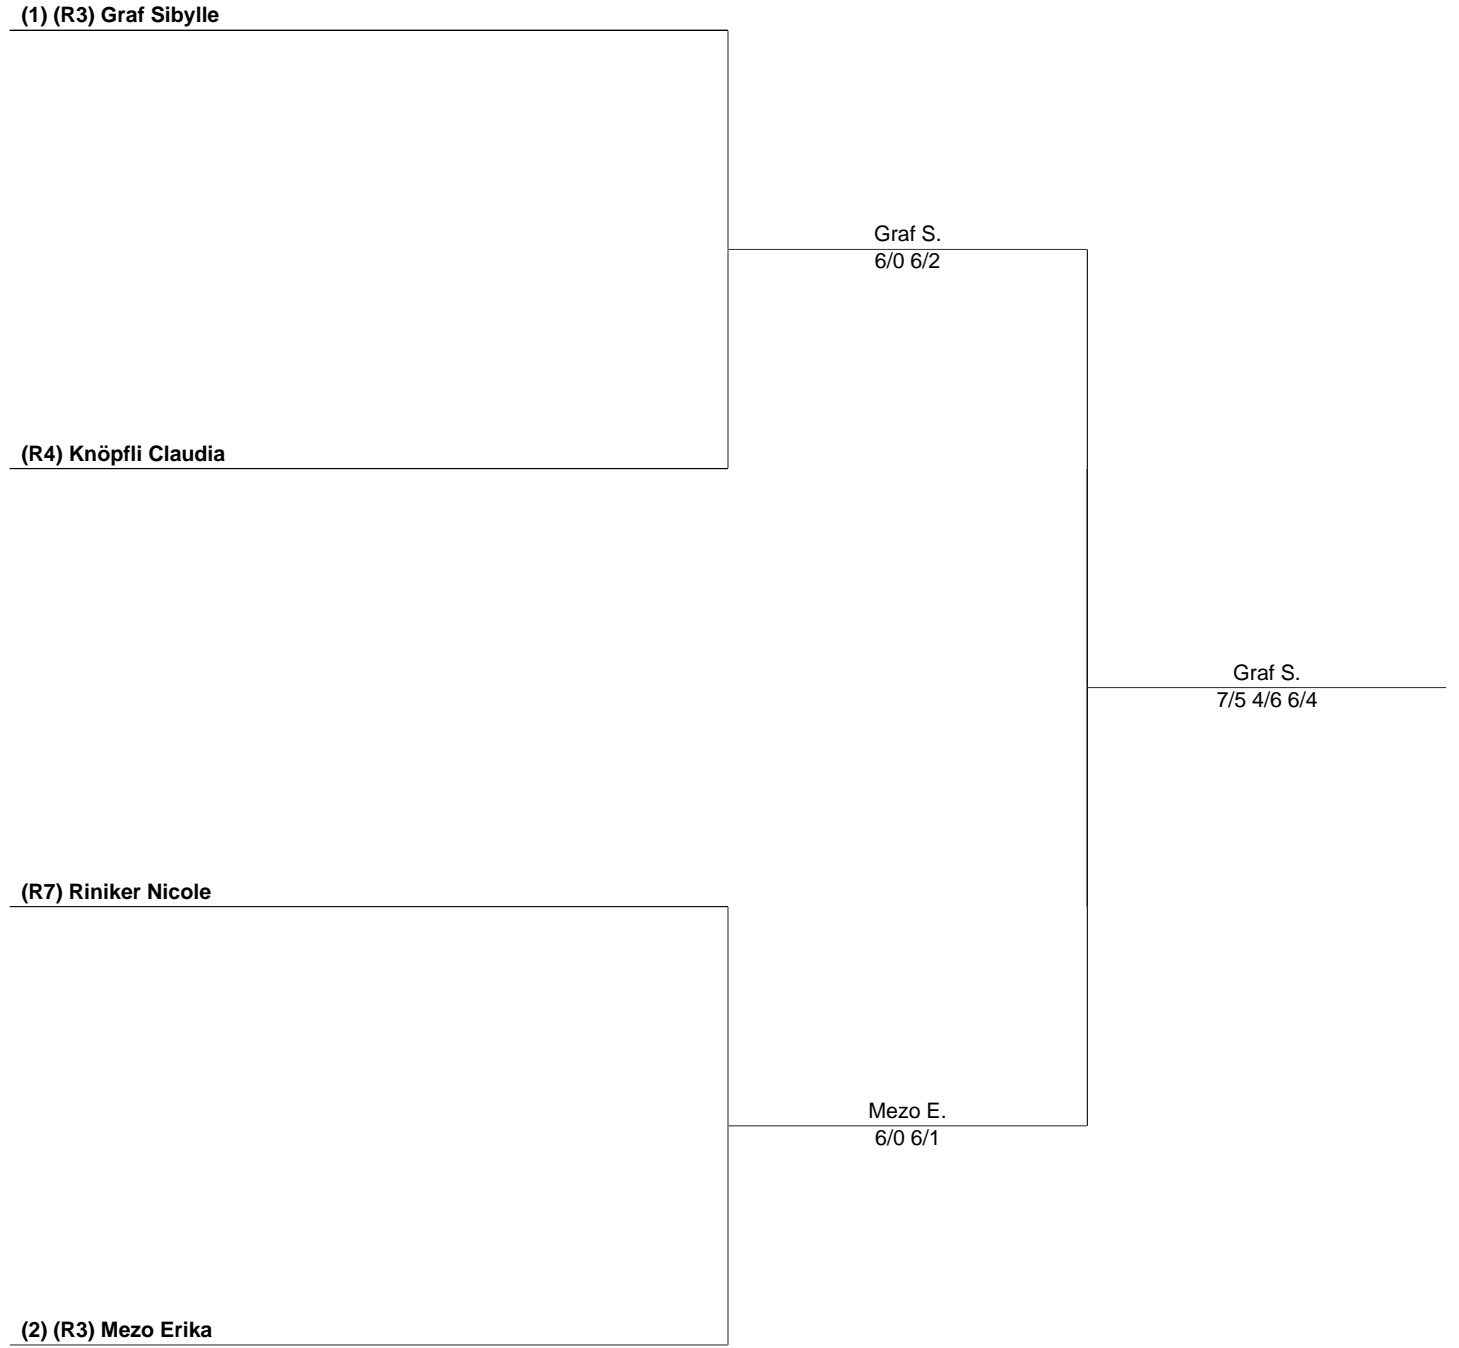 (1) (R3) Graf Sibylle
Graf S.
6/0 6/2
(R4) Knöpfli Claudia
Graf S.
7/5 4/6 6/4
(R7) Riniker Nicole
Mezo E.
6/0 6/1
(2) (R3) Mezo Erika